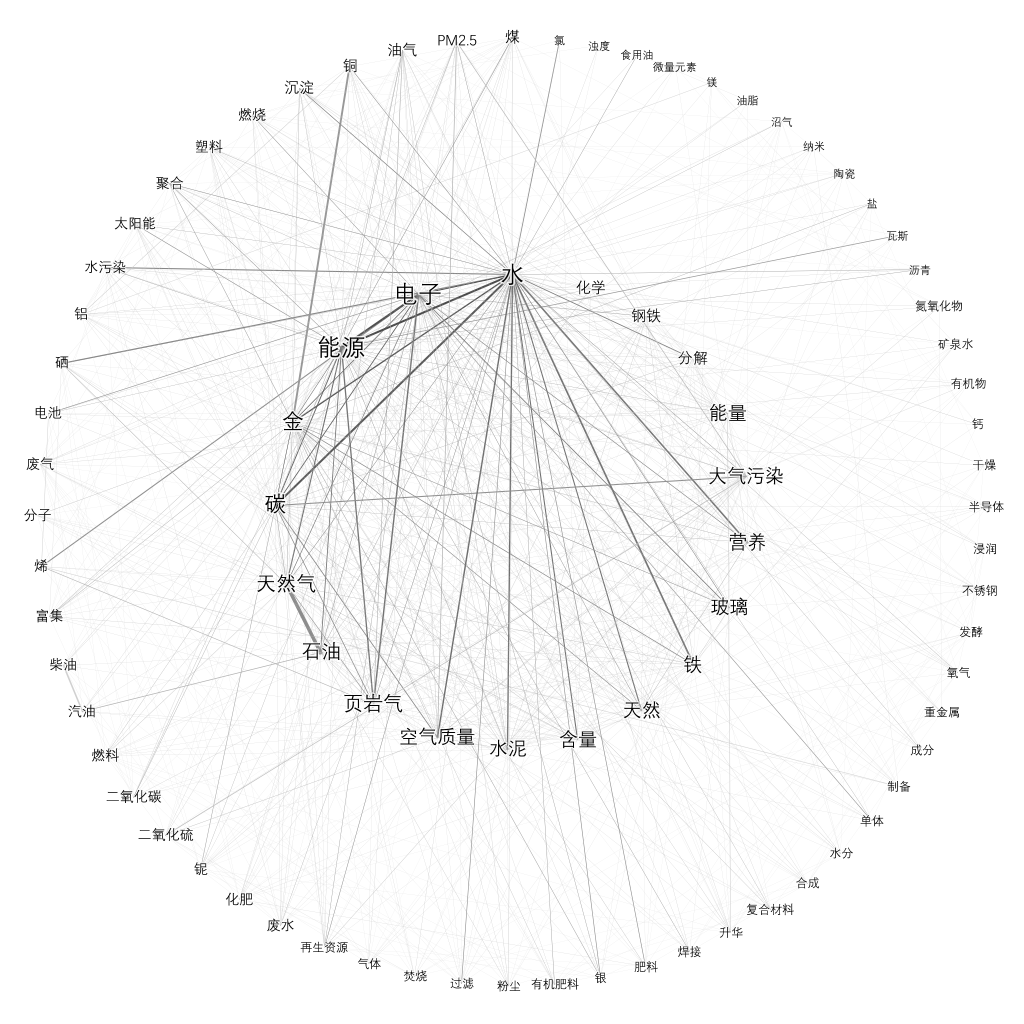 煤
氯
浊度
食用油
微量元素
镁
油脂
沼气
纳米
陶瓷
盐
瓦斯
沥青
氮氧化物
矿泉水
有机物
钙
干燥
半导体
浸润
不锈钢
发酵
氧气
重金属
成分
制备
单体
水分
合成
复合材料
升华
焊接
肥料
银
有机肥料
粉尘
过滤
焚烧
气体
再生资源
废水
化肥
铌
二氧化硫
二氧化碳
燃料
汽油
柴油
富集
烯
分子
废气
电池
硒
铝
水污染
太阳能
聚合
塑料
燃烧
沉淀
铜
油气
PM2.5
水
化学
钢铁
分解
能量
大气污染
营养
玻璃
铁
天然
含量
水泥
空气质量
页岩气
石油
天然气
碳
金
能源
电子